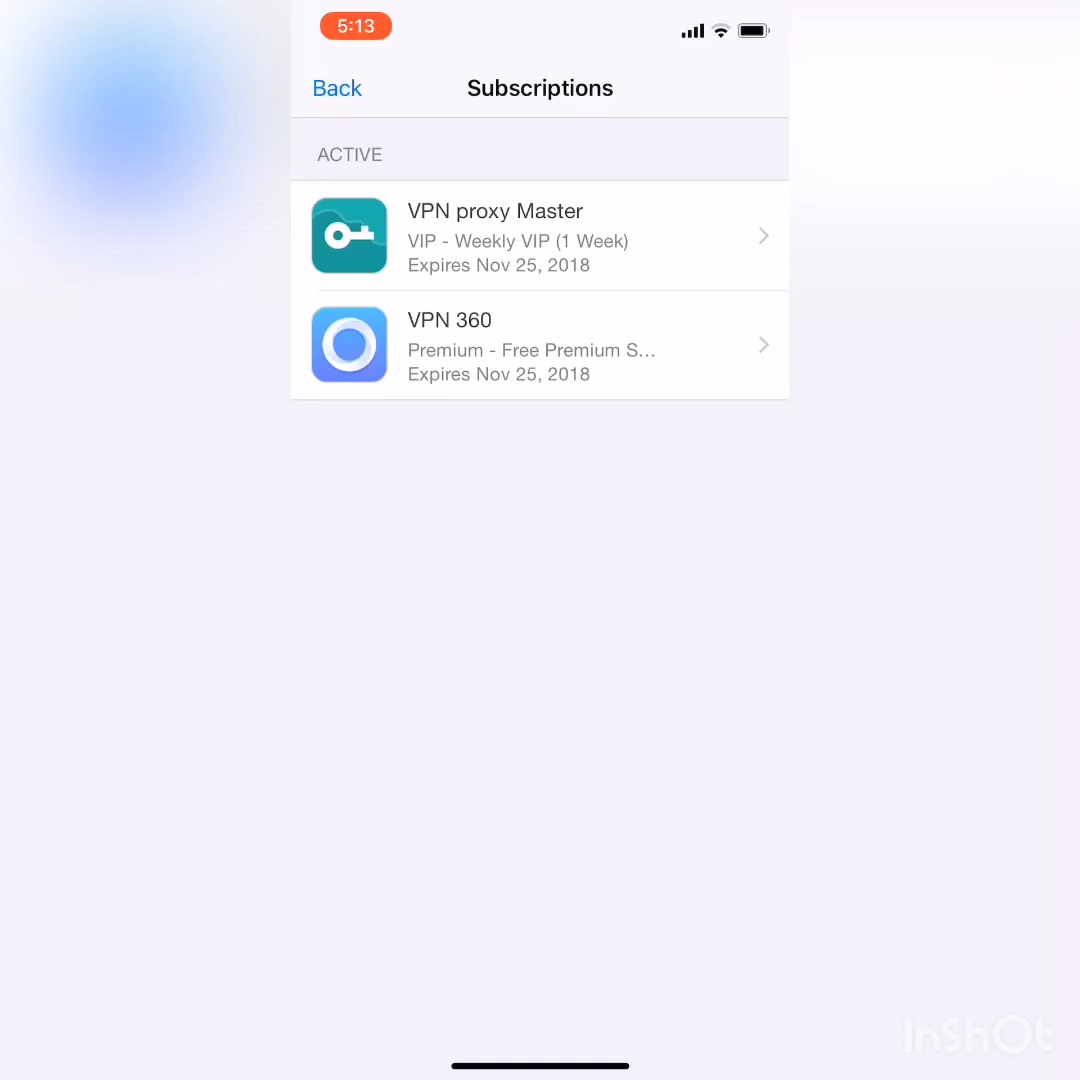 5:13
Back
Subscriptions
ACTIVE
VPN proxy Master
VIP - Weekly VIP (1 Week)
Expires Nov 25, 2018
VPN 360
Premium - Free Premium S...
Expires Nov 25, 2018
InShOt